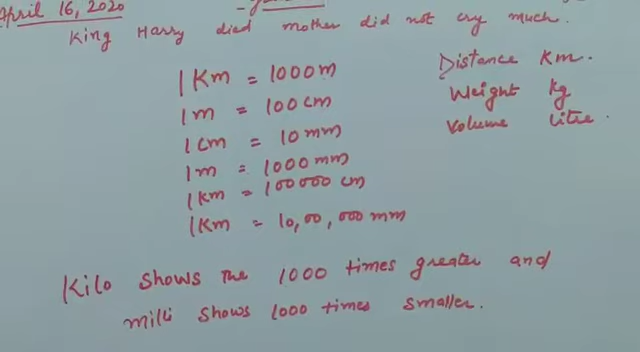 April 16, 2020
King Harry died mother did not cry much.
1 Km = 1000m
1 m = 100 cm
1 cm = 10 mm
1 m = 1000 mm
1 km = 100000 cm
1 Km = 10,00,000 mm
Distance Km.
Weight kg
Volume litre.
Kilo shows the 1000 times greater and
milli shows 1000 times smaller.